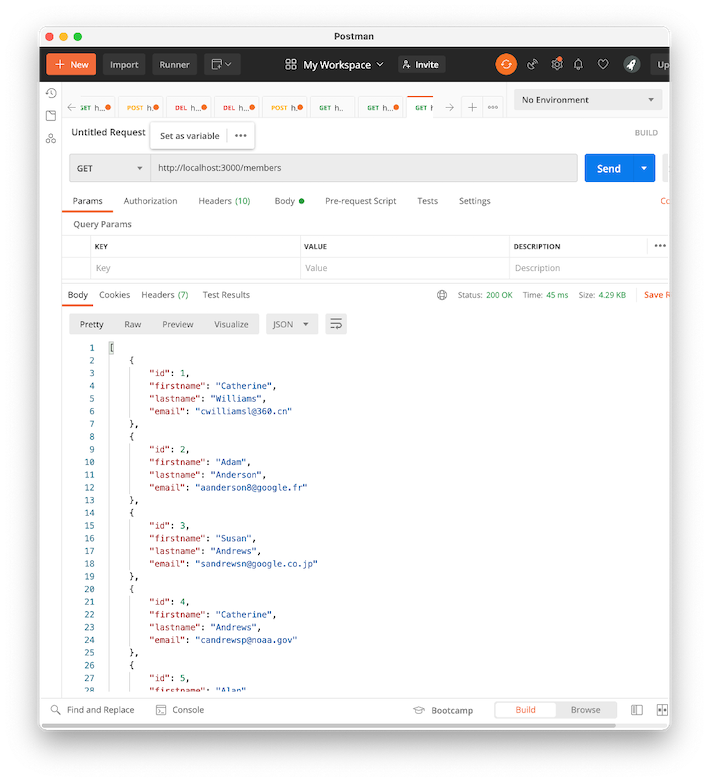 Postman
New Import Runner My Workspace Invite Up
GET h... POST h. DEL h... DEL h... POST h. GET h.. GET h... GET h No Environment
Untitled Request Set as variable BUILD
GET http://localhost:3000/members Send
Params Authorization Headers (10) Body Pre-request Script Tests Settings Co
Query Params
KEY VALUE DESCRIPTION
Key Value Description
Body Cookies Headers (7) Test Results Status: 200 OK Time: 45 ms Size: 4.29 KB Save R
Pretty Raw Preview Visualize JSON
1 [
2 {
3 "id": 1,
4 "firstname": "Catherine",
5 "lastname": "Williams",
6 "email": "cwilliamsl@360.cn"
7 },
8 {
9 "id": 2,
10 "firstname": "Adam",
11 "lastname": "Anderson",
12 "email": "aanderson8@google.fr"
13 },
14 {
15 "id": 3,
16 "firstname": "Susan",
17 "lastname": "Andrews",
18 "email": "sandrewsn@google.co.jp"
19 },
20 {
21 "id": 4,
22 "firstname": "Catherine",
23 "lastname": "Andrews",
24 "email": "candrewsp@noaa.gov"
25 },
26 {
27 "id": 5,
28 "firstname": "Alan"
Find and Replace Console Bootcamp Build Browse